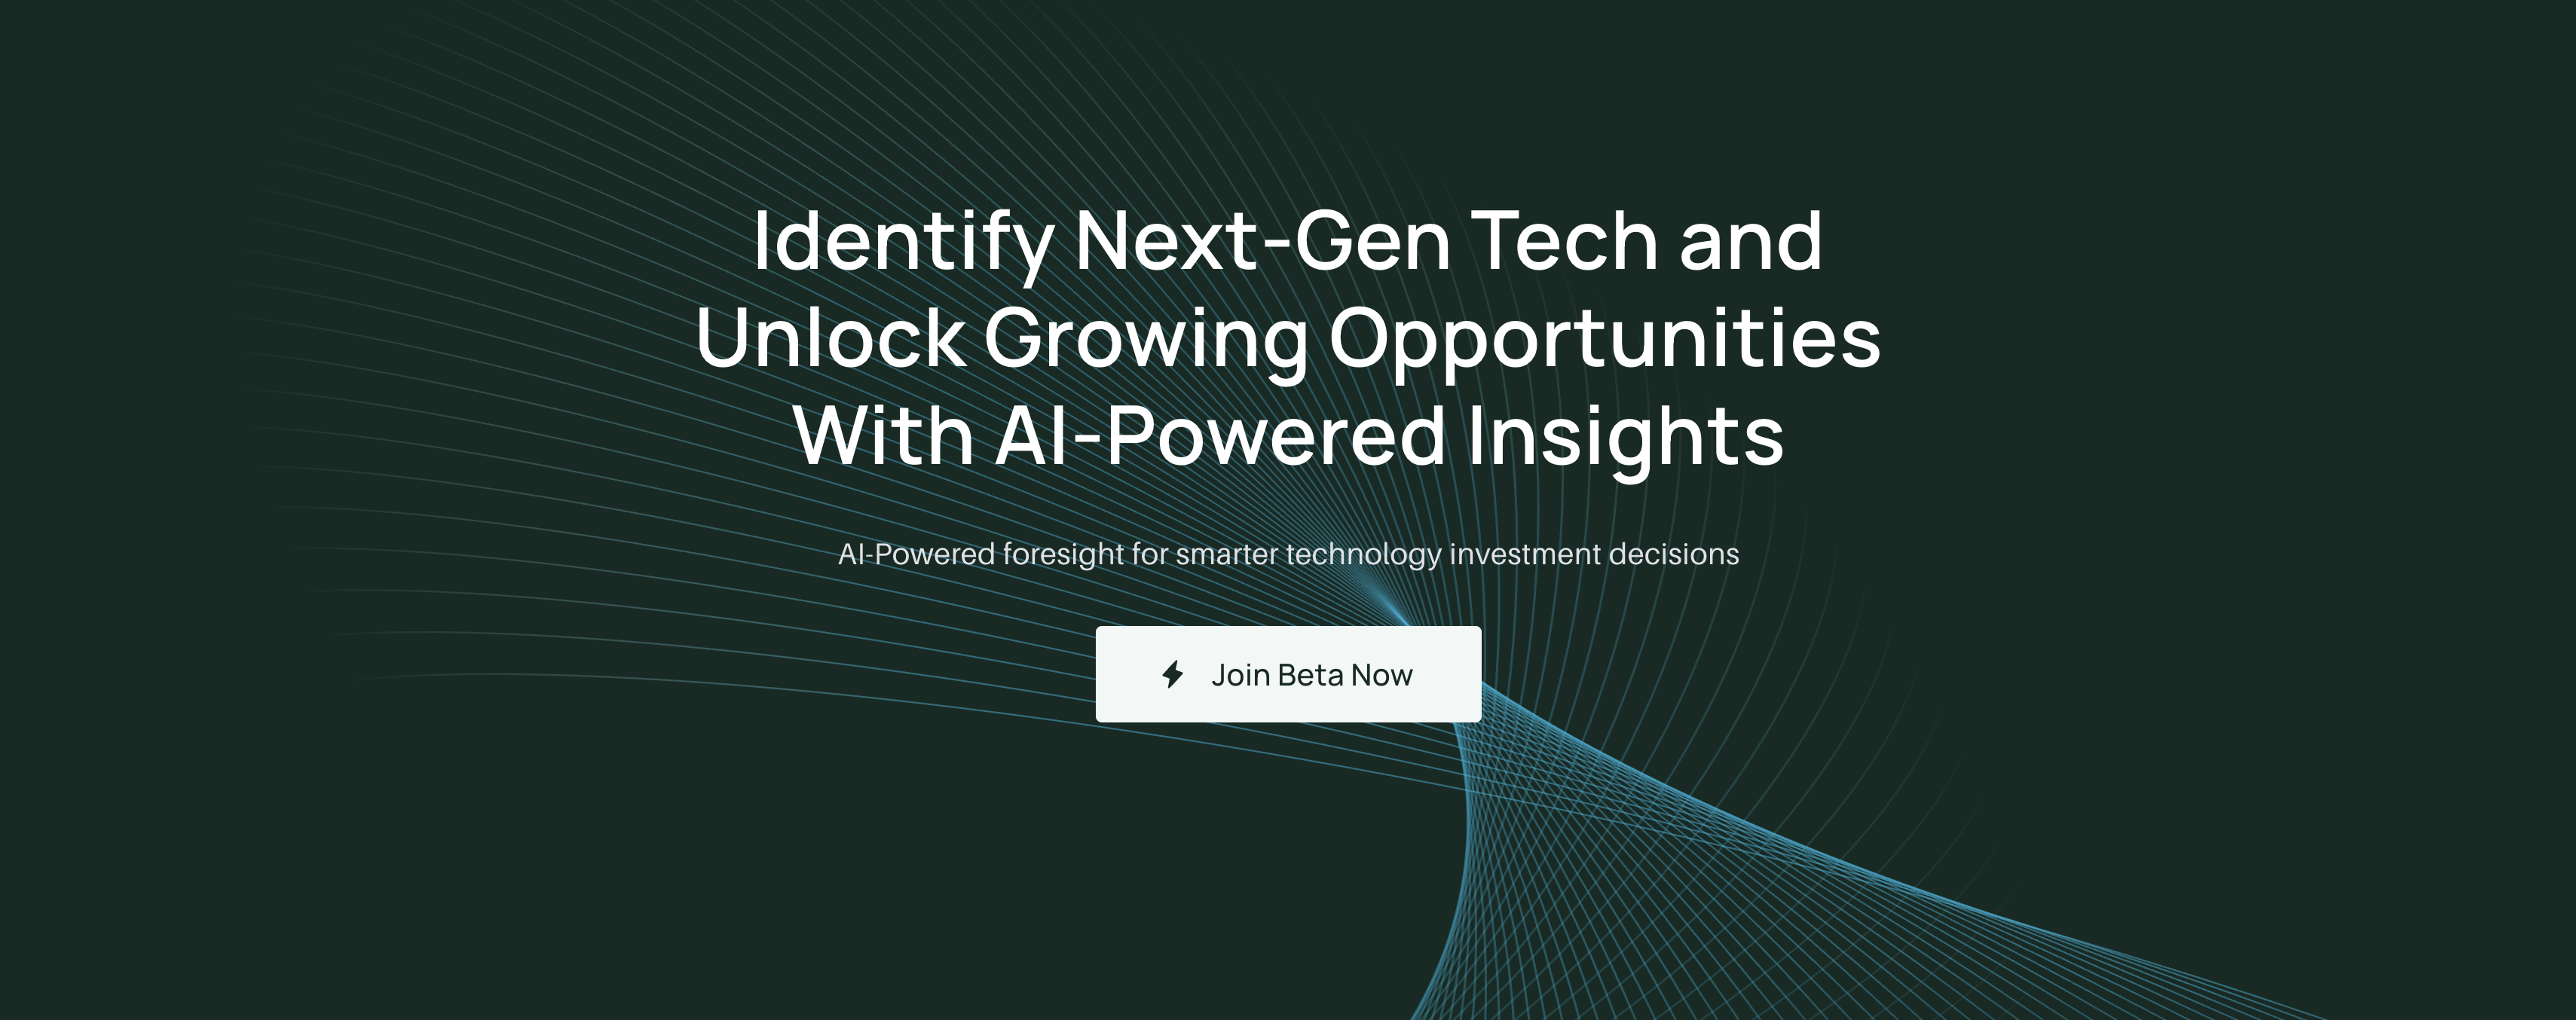 Identify Next-Gen Tech and
Unlock Growing Opportunities
With AI-Powered Insights
AI-Powered foresight for smarter technology investment decisions
Join Beta Now